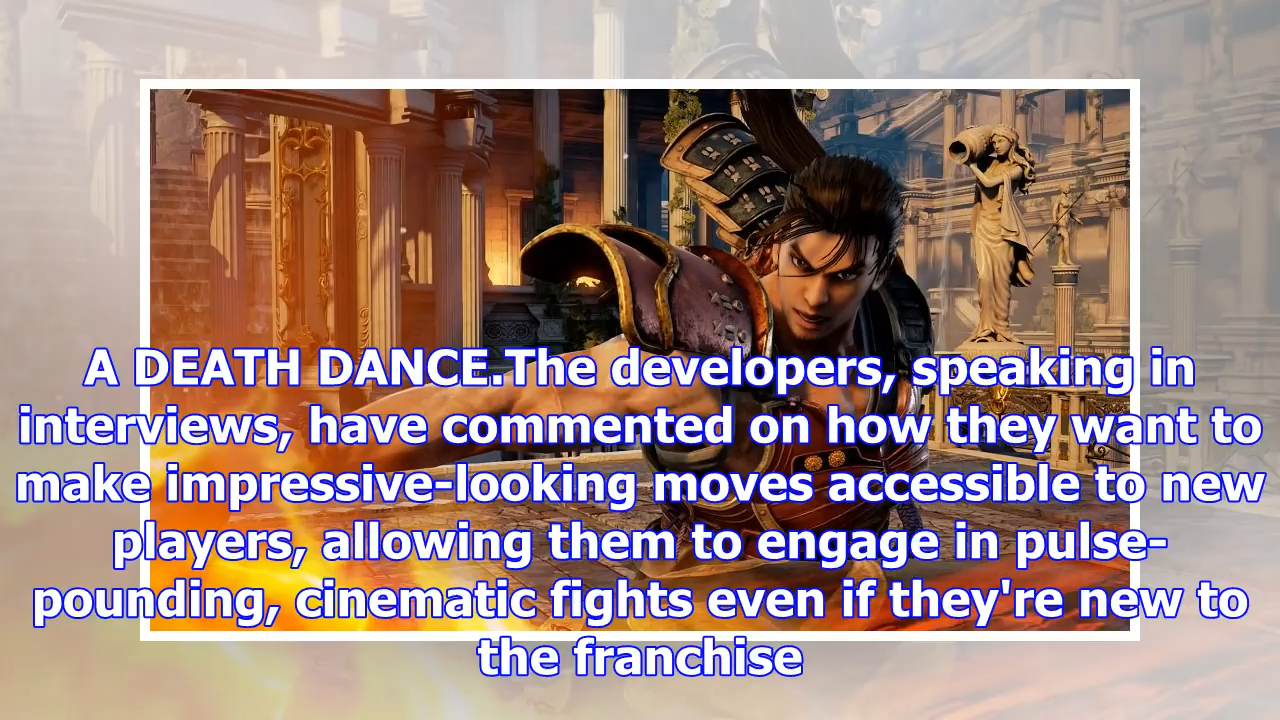 A DEATH DANCE.The developers, speaking in
interviews, have commented on how they want to
make impressive-looking moves accessible to new
players, allowing them to engage in pulse-
pounding, cinematic fights even if they're new to
the franchise